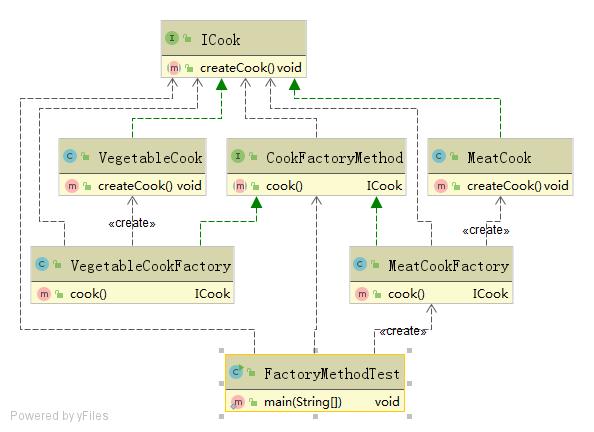 ICook
createCook() void
VegetableCook
createCook() void
CookFactoryMethod
cook() ICook
MeatCook
createCook() void
«create»
«create»
VegetableCookFactory
cook() ICook
MeatCookFactory
cook() ICook
«create»
FactoryMethodTest
main(String[]) void
Powered by yFiles